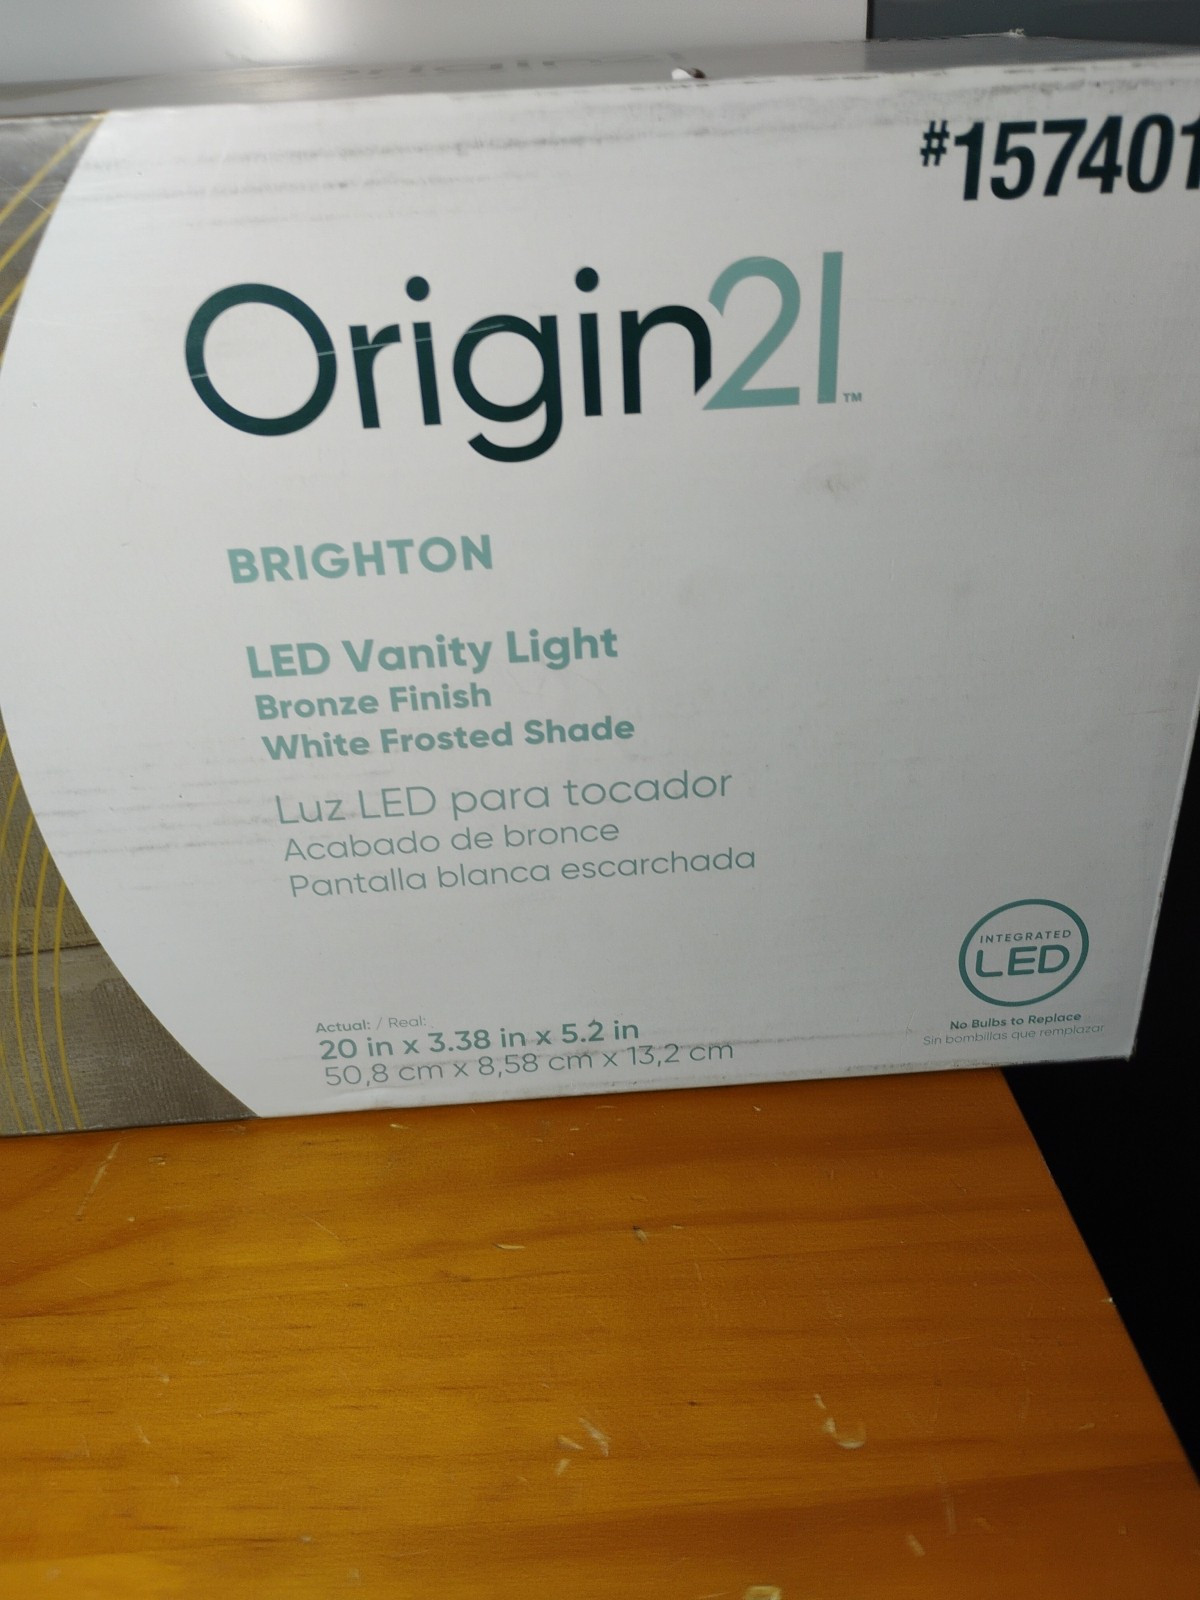 #157401
Origin21™
BRIGHTON
LED Vanity Light
Bronze Finish
White Frosted Shade
Luz LED para tocador
Acabado de bronce
Pantalla blanca escarchada
INTEGRATED
LED
No Bulbs to Replace
Sin bombillas que remplazar
Actual: / Real:
20 in x 3.38 in x 5.2 in
50,8 cm x 8,58 cm x 13,2 cm